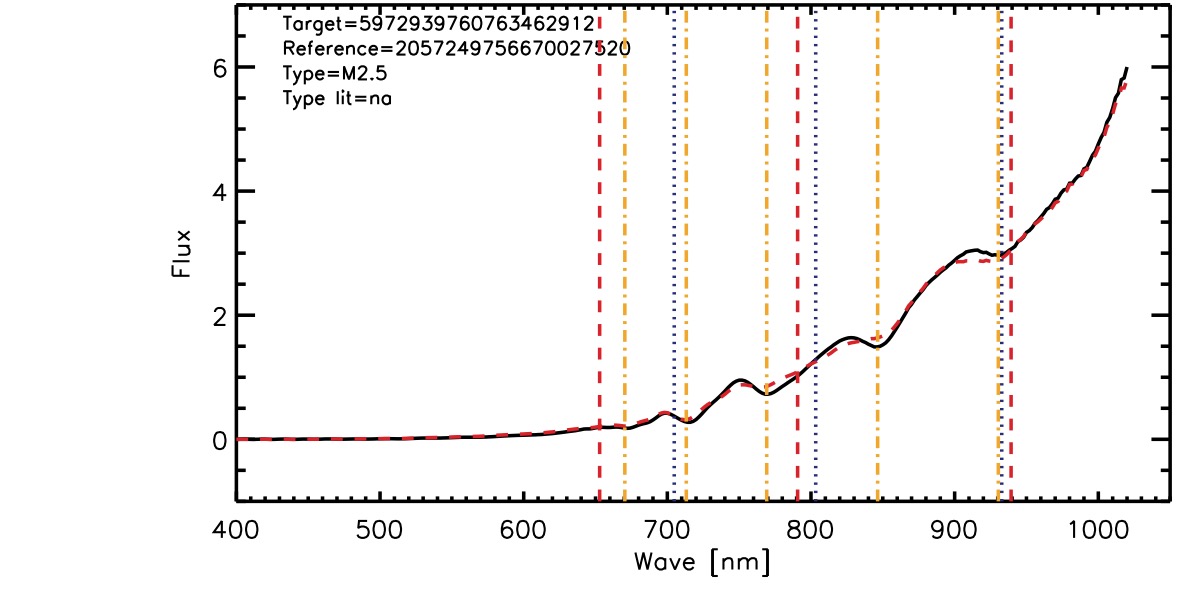 Target=5972939760763462912
Reference=2057249756670027520
Type=M2.5
Type lit=na
6
4
2
0
Flux
400 500 600 700 800 900 1000
Wave [nm]